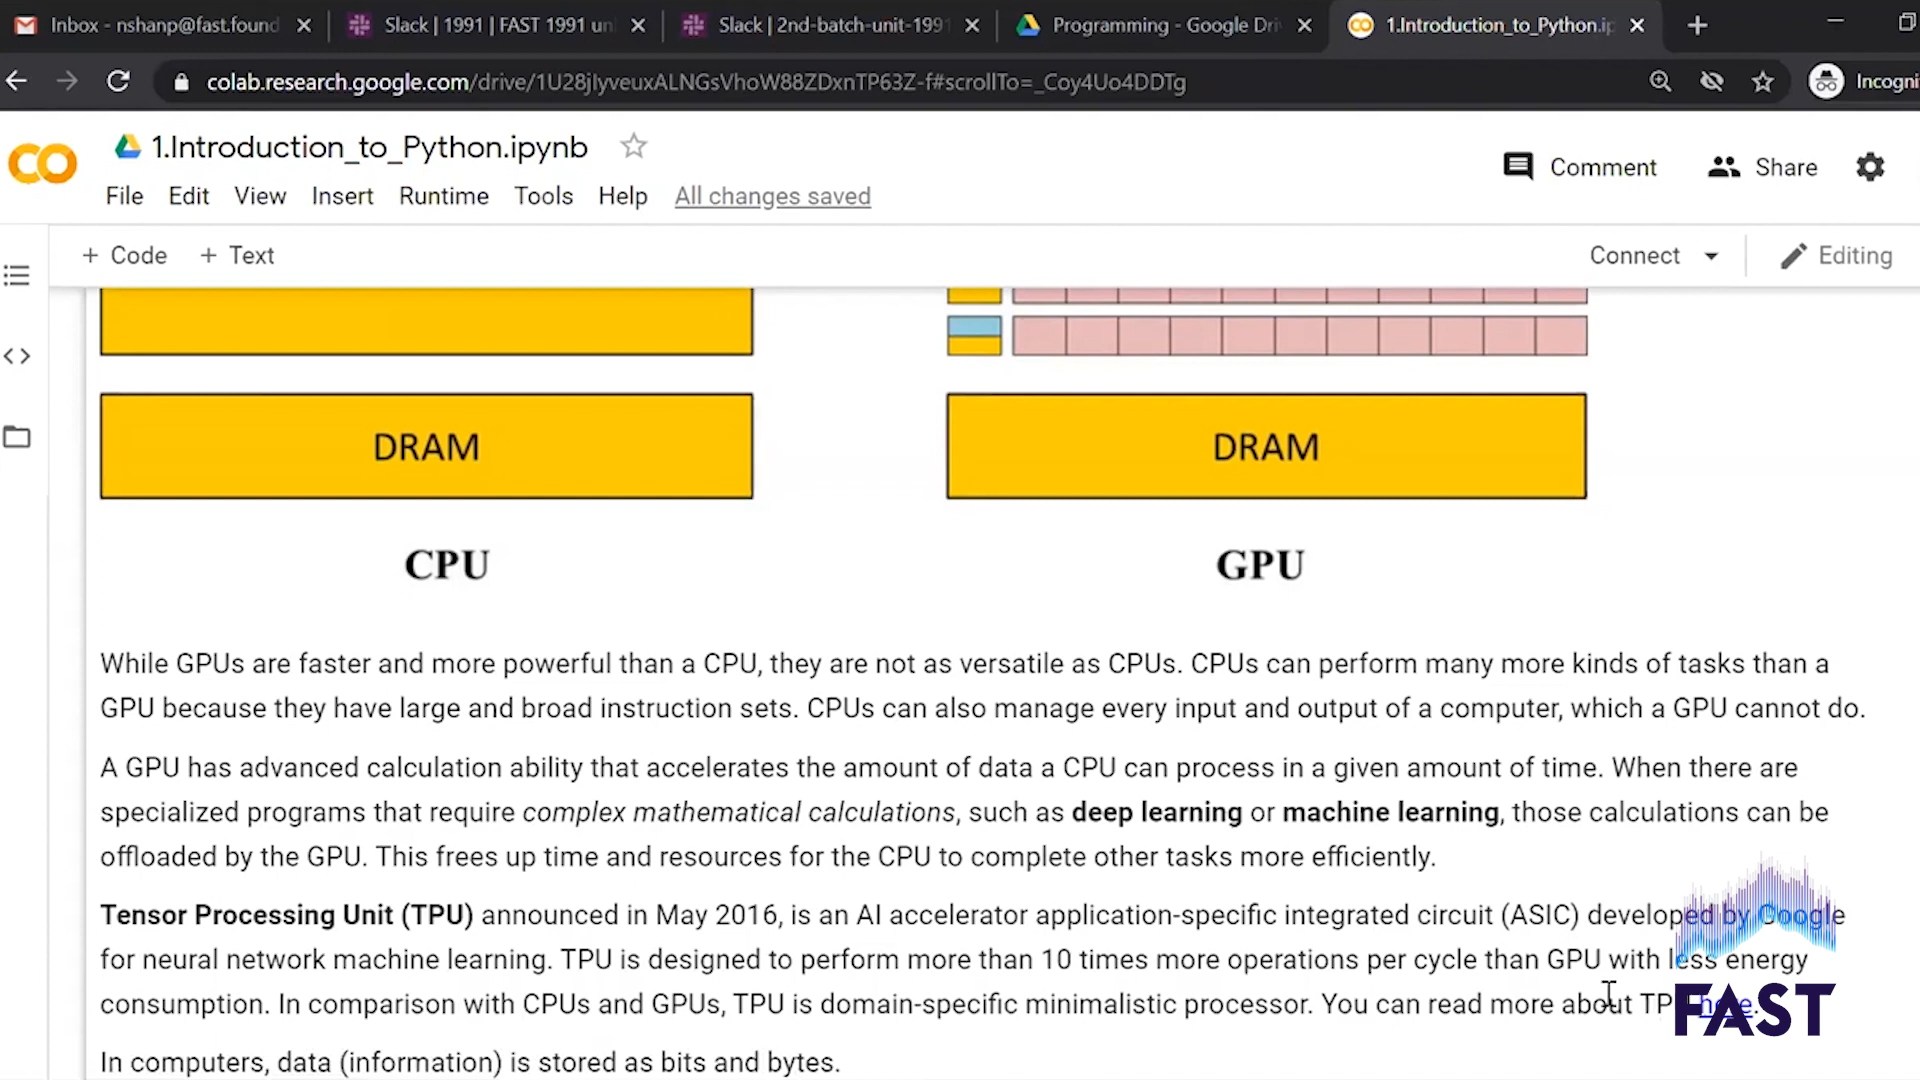 Inbox - nshanp@fast.found
Slack | 1991 | FAST 1991 un
Slack | 2nd-batch-unit-1991
Programming - Google Dri
1.Introduction_to_Python.ip
colab.research.google.com/drive/1U28jIyveuxALNGsVhoW88ZDxnTP63Z-f#scrollTo=_Coy4Uo4DDTg
Incogni
CO
1.Introduction_to_Python.ipynb
Comment
Share
File Edit View Insert Runtime Tools Help All changes saved
+ Code + Text
Connect
Editing
DRAM
DRAM
CPU
GPU
While GPUs are faster and more powerful than a CPU, they are not as versatile as CPUs. CPUs can perform many more kinds of tasks than a
GPU because they have large and broad instruction sets. CPUs can also manage every input and output of a computer, which a GPU cannot do.
A GPU has advanced calculation ability that accelerates the amount of data a CPU can process in a given amount of time. When there are
specialized programs that require complex mathematical calculations, such as deep learning or machine learning, those calculations can be
offloaded by the GPU. This frees up time and resources for the CPU to complete other tasks more efficiently.
Tensor Processing Unit (TPU) announced in May 2016, is an AI accelerator application-specific integrated circuit (ASIC) developed by Google
for neural network machine learning. TPU is designed to perform more than 10 times more operations per cycle than GPU with less energy
consumption. In comparison with CPUs and GPUs, TPU is domain-specific minimalistic processor. You can read more about TP here.
FAST
In computers, data (information) is stored as bits and bytes.